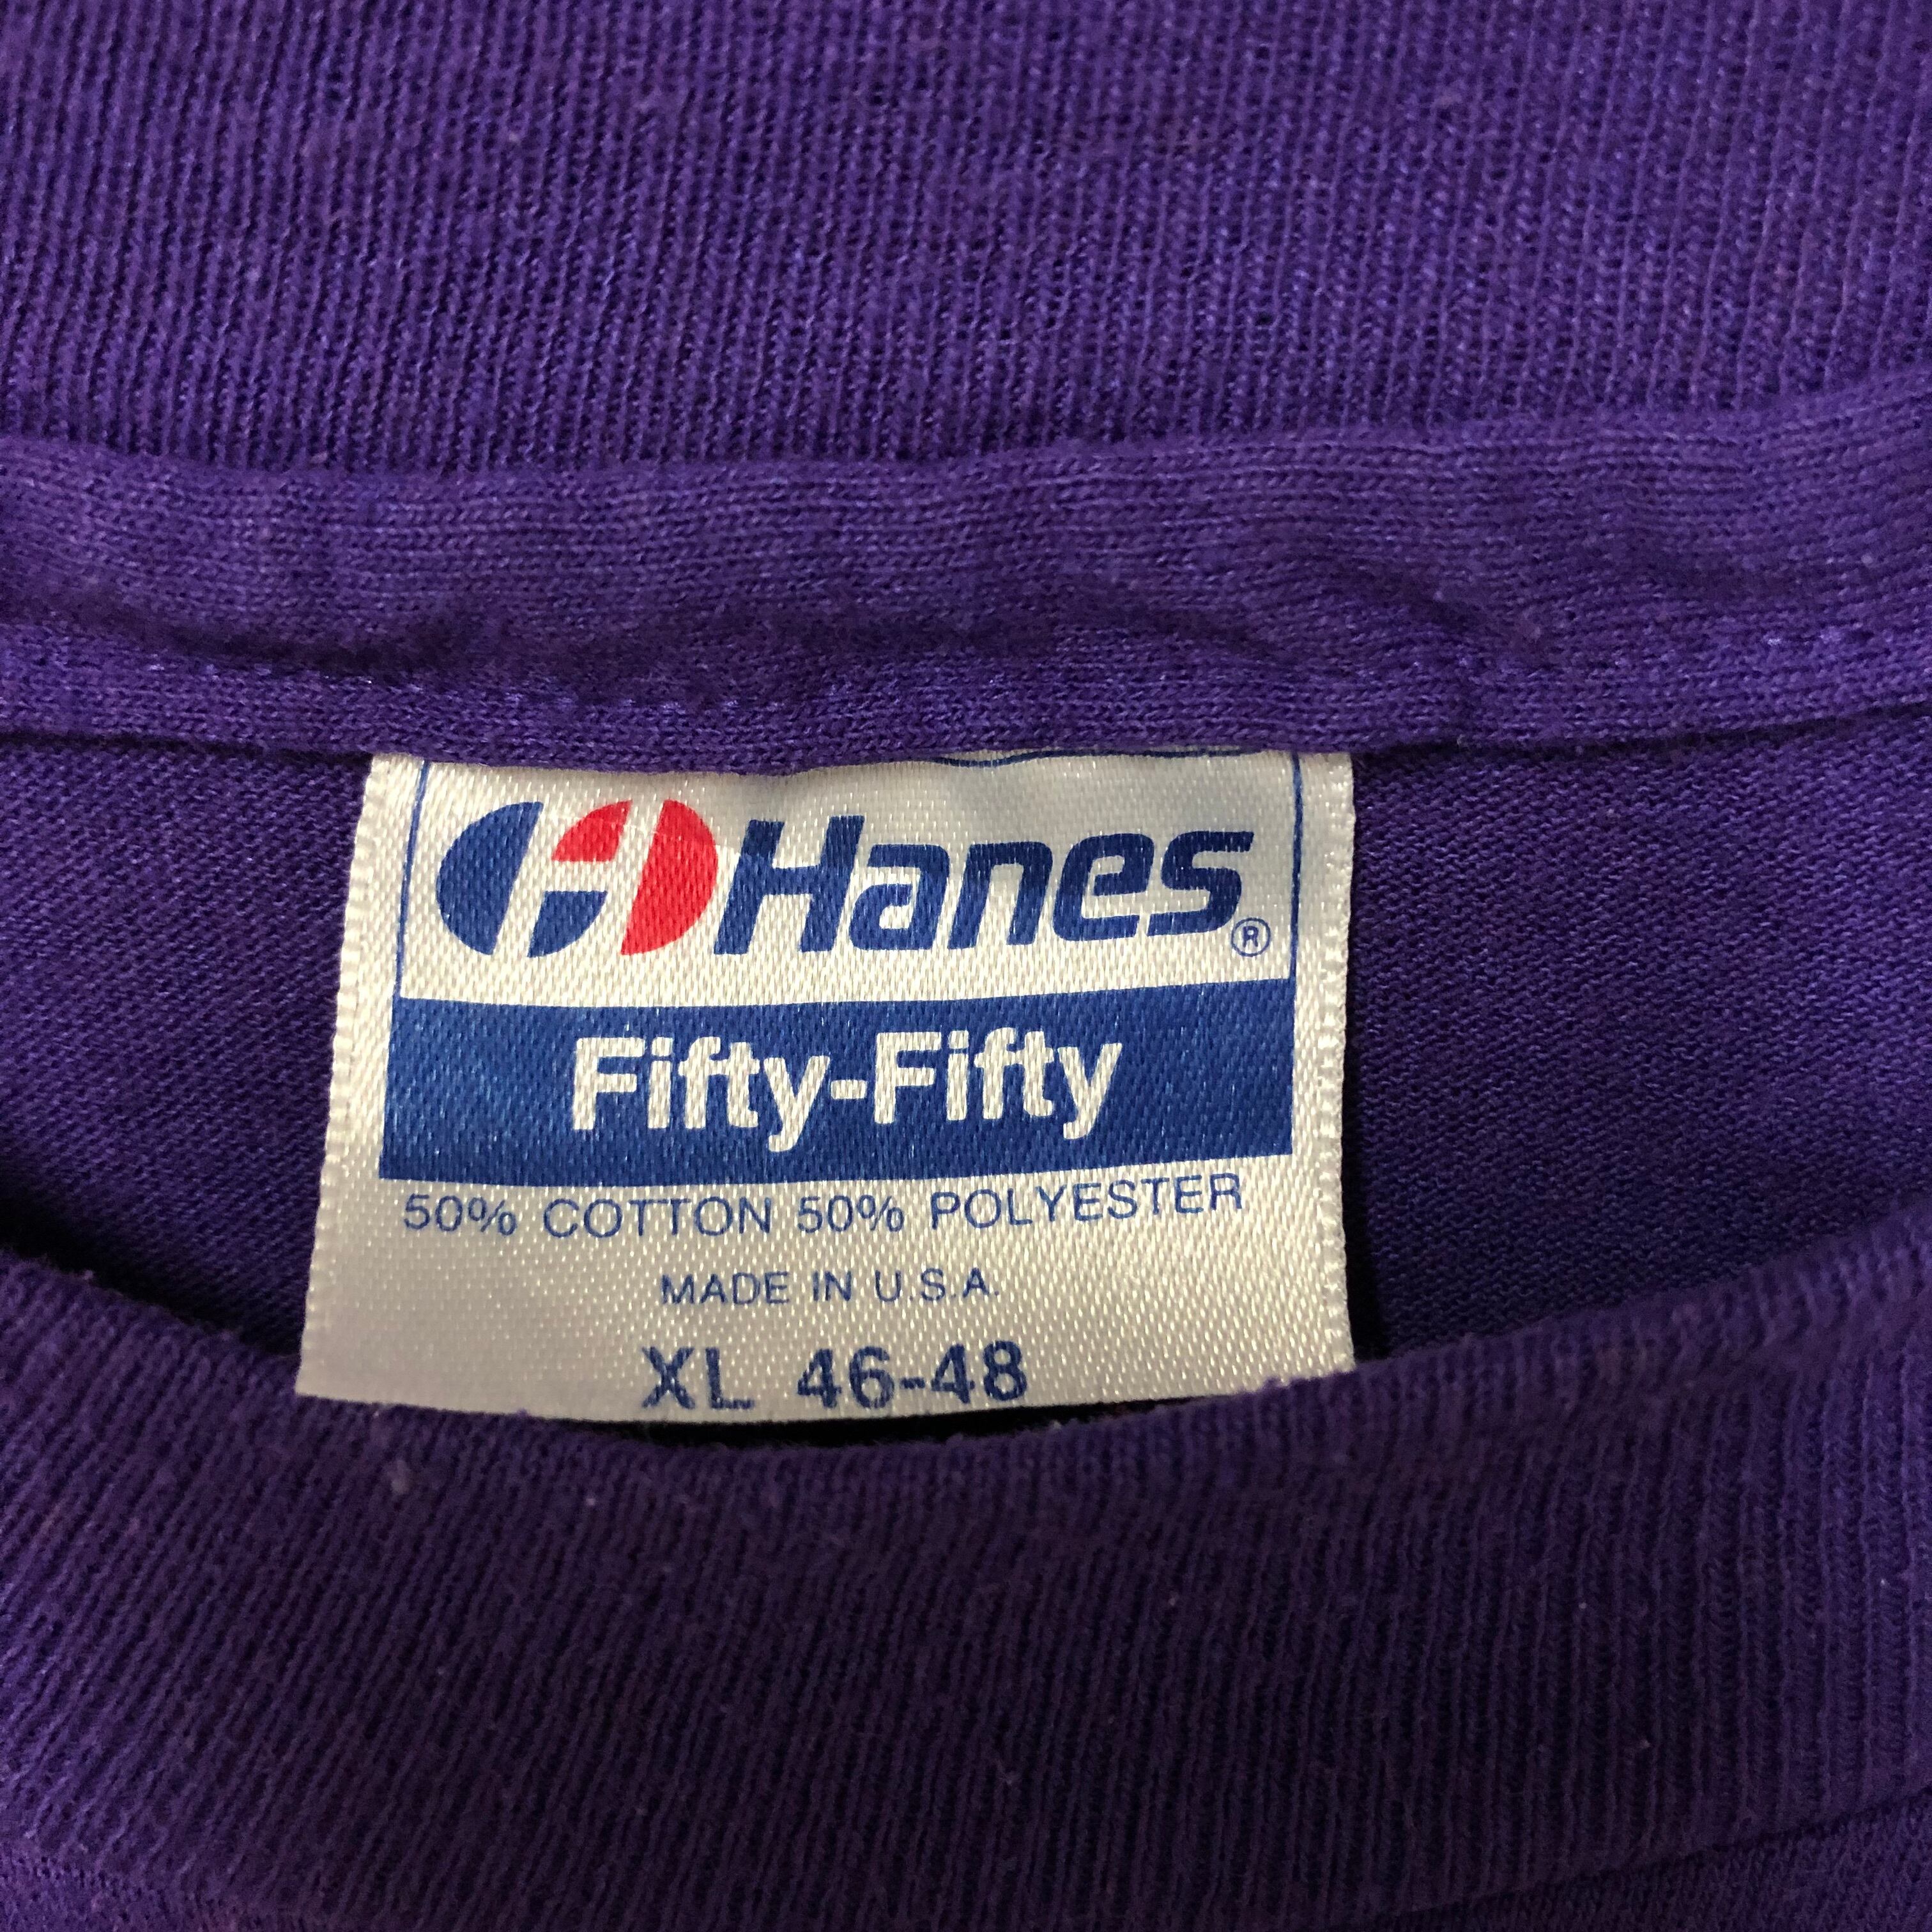 Hanes®
Fifty-Fifty
50% COTTON 50% POLYESTER
MADE IN U.S.A.
XL 46-48